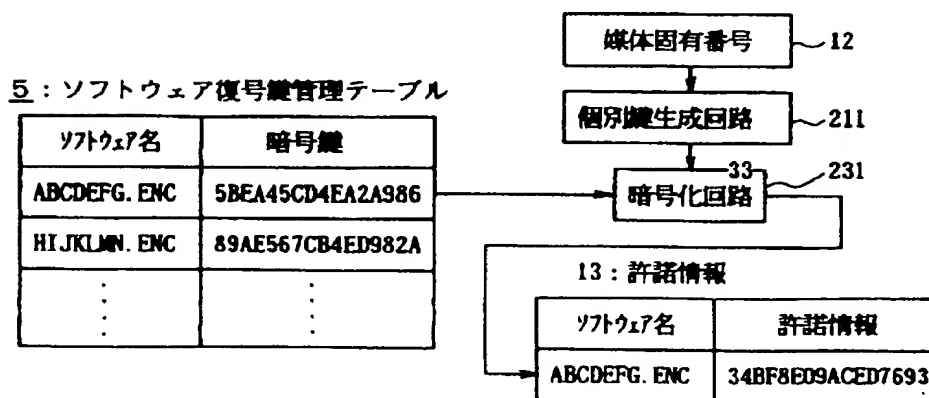 媒体固有番号 12
5：ソフトウェア復号鍵管理テーブル
個別鍵生成回路 211
ソフトウェア名 暗号鍵
33 231
ABCDEFG.ENC 5BEA45CD4EA2A986
暗号化回路
HIJKLMN.ENC 89AE567CB4ED982A
13：許諾情報
ソフトウェア名 許諾情報
ABCDEFG.ENC 34BF8E09ACED7693